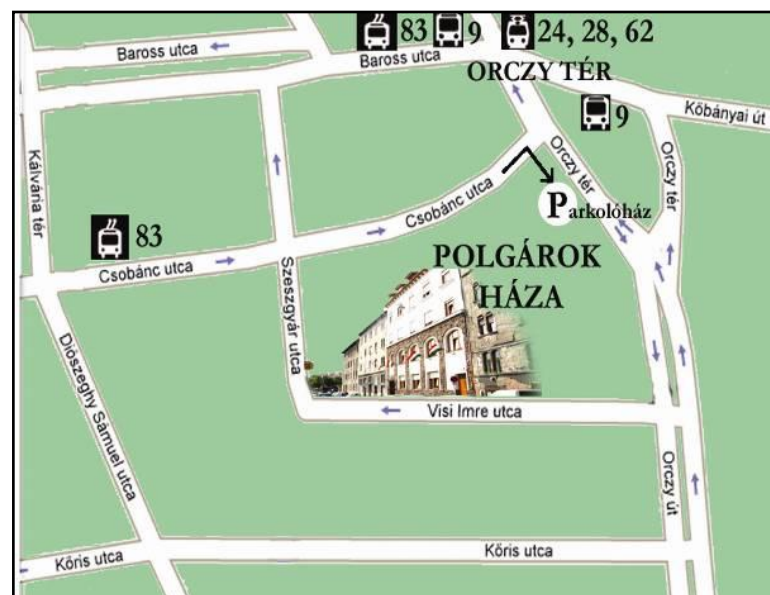 83
9
24, 28, 62
Baross utca
Baross utca
ORCZY TÉR
9
Kőbányai út
Kálvária tér
Orczy tér
Orczy tér
Csobánc utca
Parkolóház
83
Csobánc utca
POLGÁROK
HÁZA
Szeszgyár utca
Diószeghy Sámuel utca
Visi Imre utca
Orczy út
Kőris utca
Kőris utca